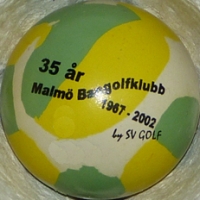 35 år
Malmö Bangolfklubb
1967-2002
by SV GOLF